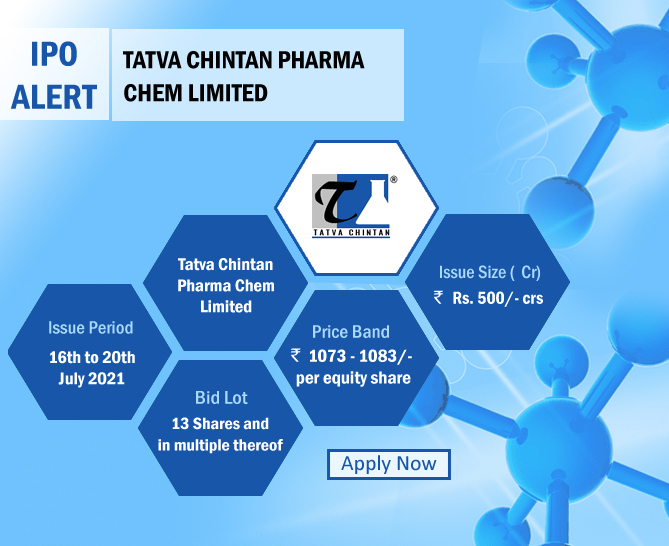 IPO
ALERT
TATVA CHINTAN PHARMA
CHEM LIMITED
®
TATVA CHINTAN
Tatva Chintan
Pharma Chem
Limited
Issue Size ( Cr)
₹ Rs. 500/- crs
Issue Period
16th to 20th
July 2021
Price Band
₹ 1073 - 1083/-
per equity share
Bid Lot
13 Shares and
in multiple thereof
Apply Now